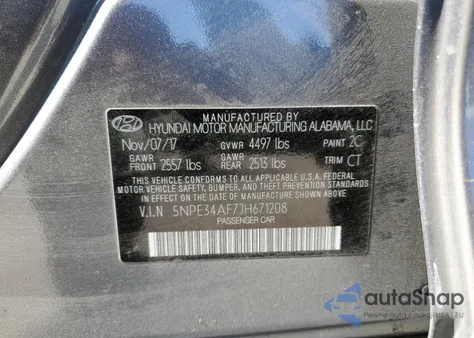 MANUFACTURED BY
HYUNDAI MOTOR MANUFACTURING ALABAMA, LLC
Nov/07/17 GVWR 4497 lbs PAINT 2C
GAWR FRONT 2557 lbs GAWR REAR 2513 lbs TRIM CT
THIS VEHICLE CONFORMS TO ALL APPLICABLE
U.S. FEDERAL MOTOR VEHICLE
SAFETY, BUMPER, AND THEFT PREVENTION
STANDARDS IN EFFECT ON THE DATE OF
MANUFACTURE SHOWN ABOVE.
V.I.N 5NPE34AF7JH671208
PASSENGER CAR
autaShap